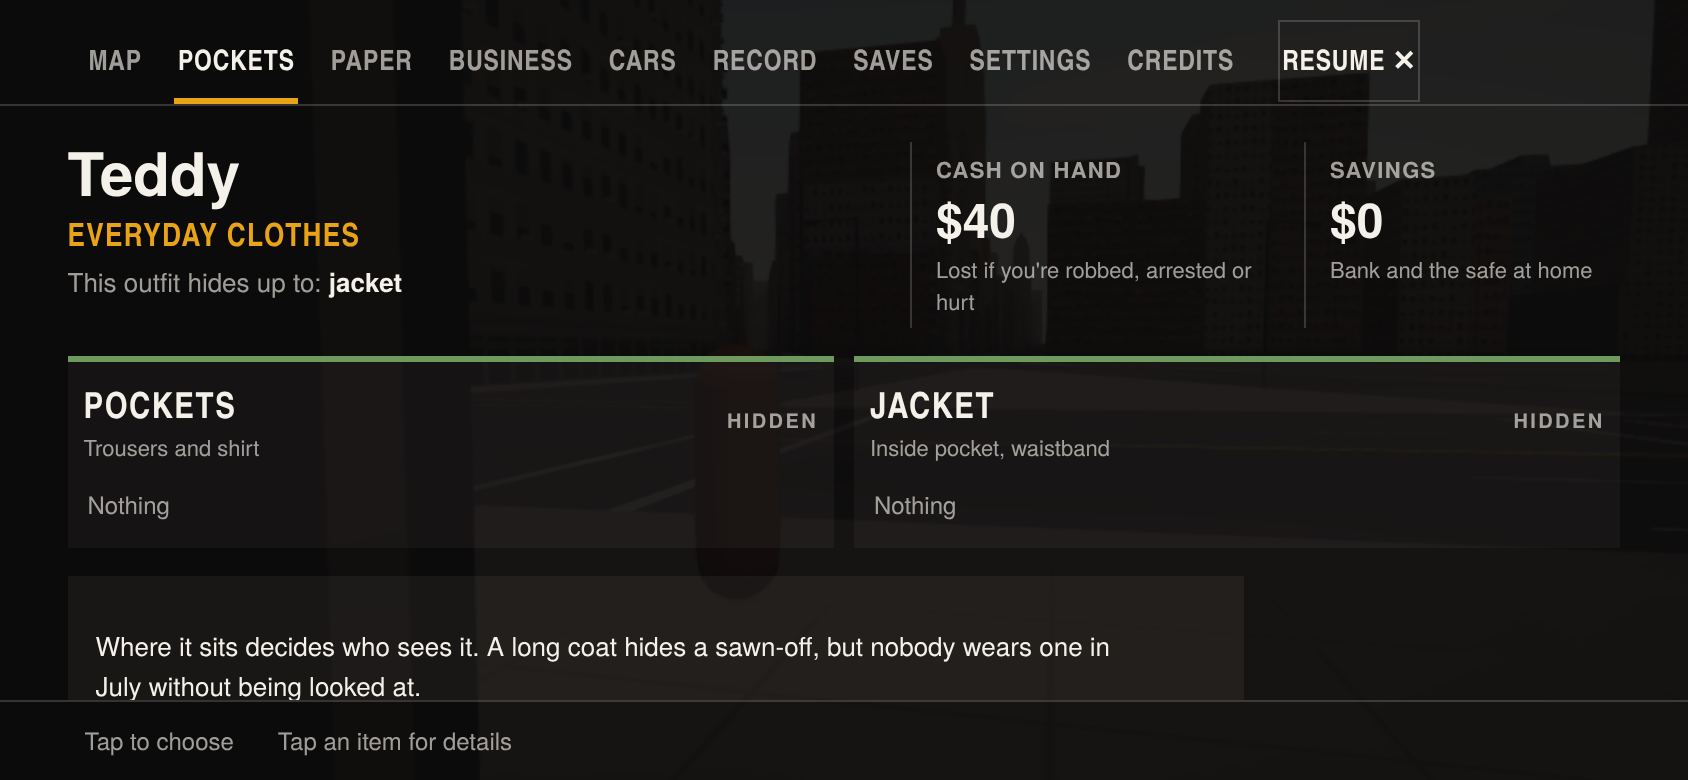 MAP POCKETS PAPER BUSINESS CARS RECORD SAVES SETTINGS CREDITS RESUME ✕
Teddy
EVERYDAY CLOTHES
This outfit hides up to: jacket
CASH ON HAND
$40
Lost if you're robbed, arrested or
hurt
SAVINGS
$0
Bank and the safe at home
POCKETS
Trousers and shirt
HIDDEN
Nothing
JACKET
Inside pocket, waistband
HIDDEN
Nothing
Where it sits decides who sees it. A long coat hides a sawn-off, but nobody wears one in
July without being looked at.
Tap to choose Tap an item for details